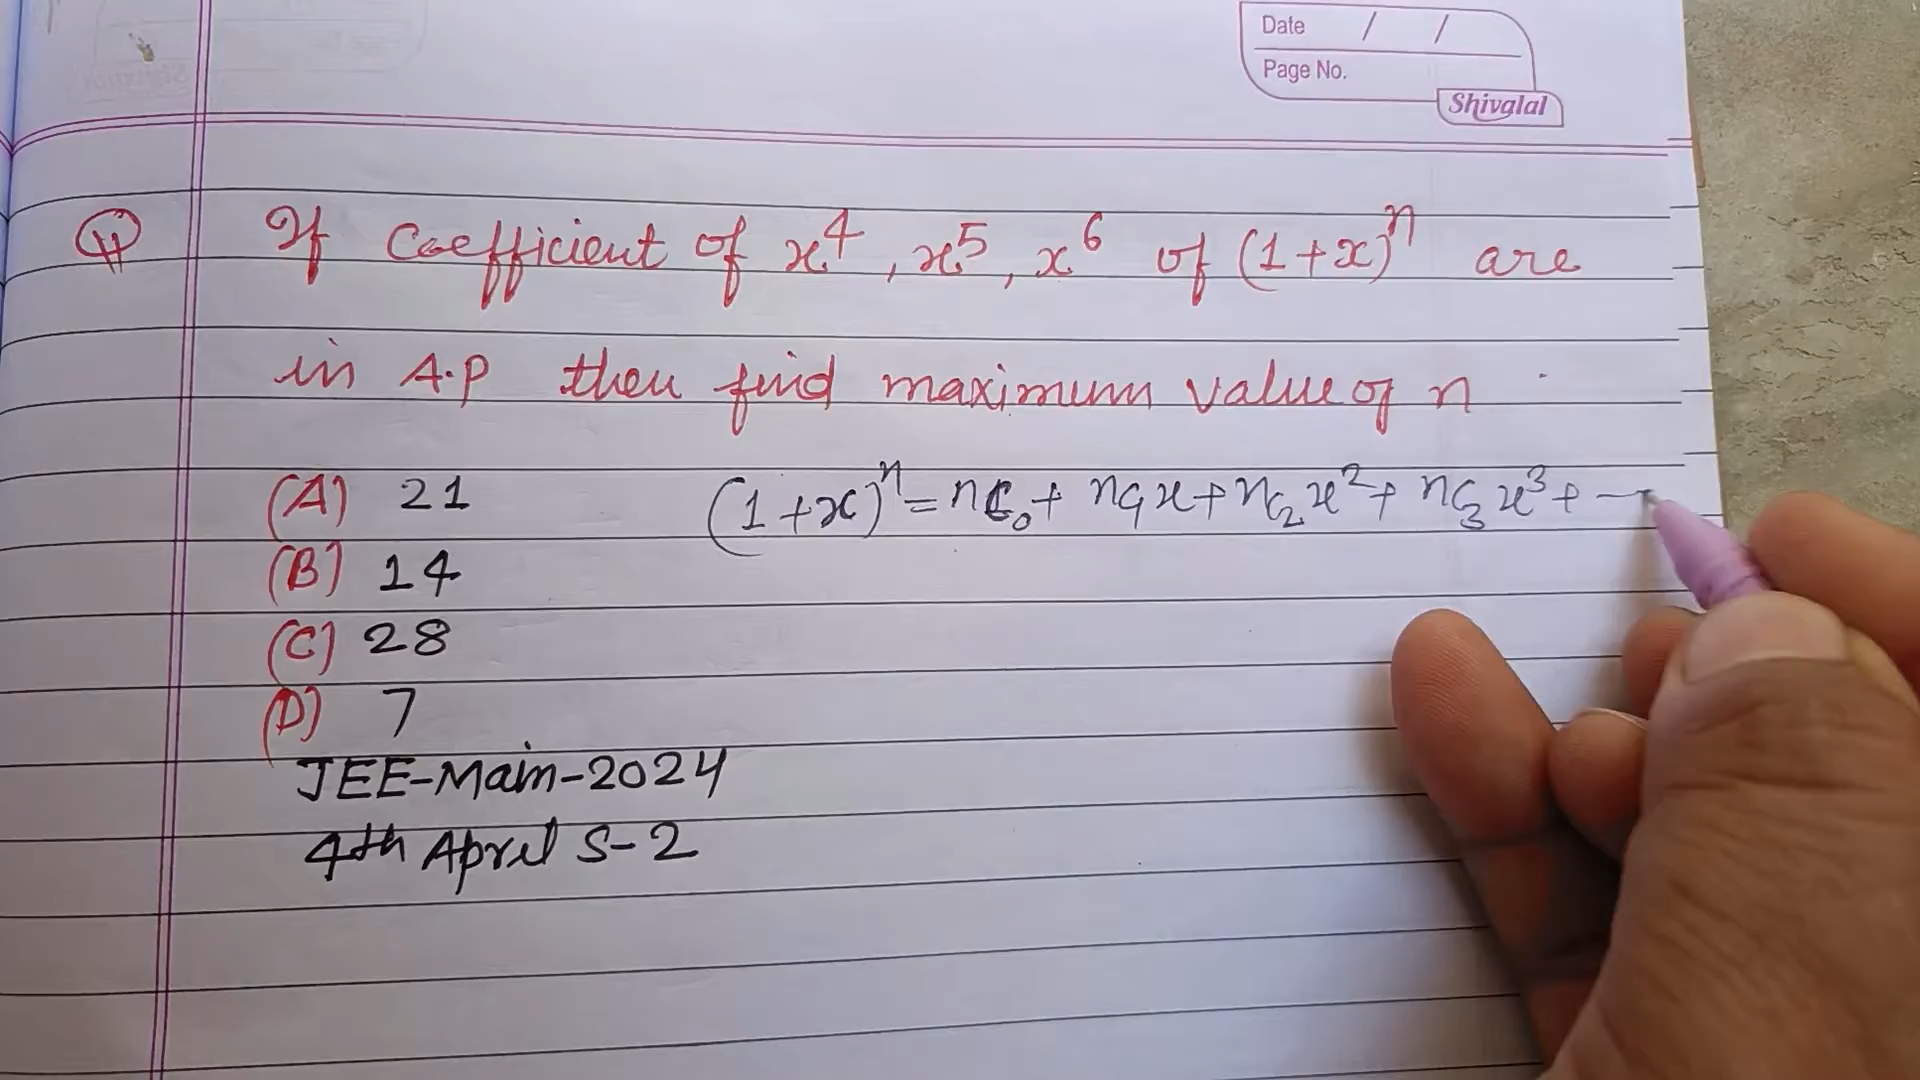 Date / /
Page No.
Shivalal
Q If Coefficient of x⁴, x⁵, x⁶ of (1+x)ⁿ are
in A.P then find maximum value of n.
(A) 21
(1+x)ⁿ = nC₀ + nC₁x + nC₂x² + nC₃x³ + —
(B) 14
(C) 28
(D) 7
JEE-Main-2024
4th April S-2